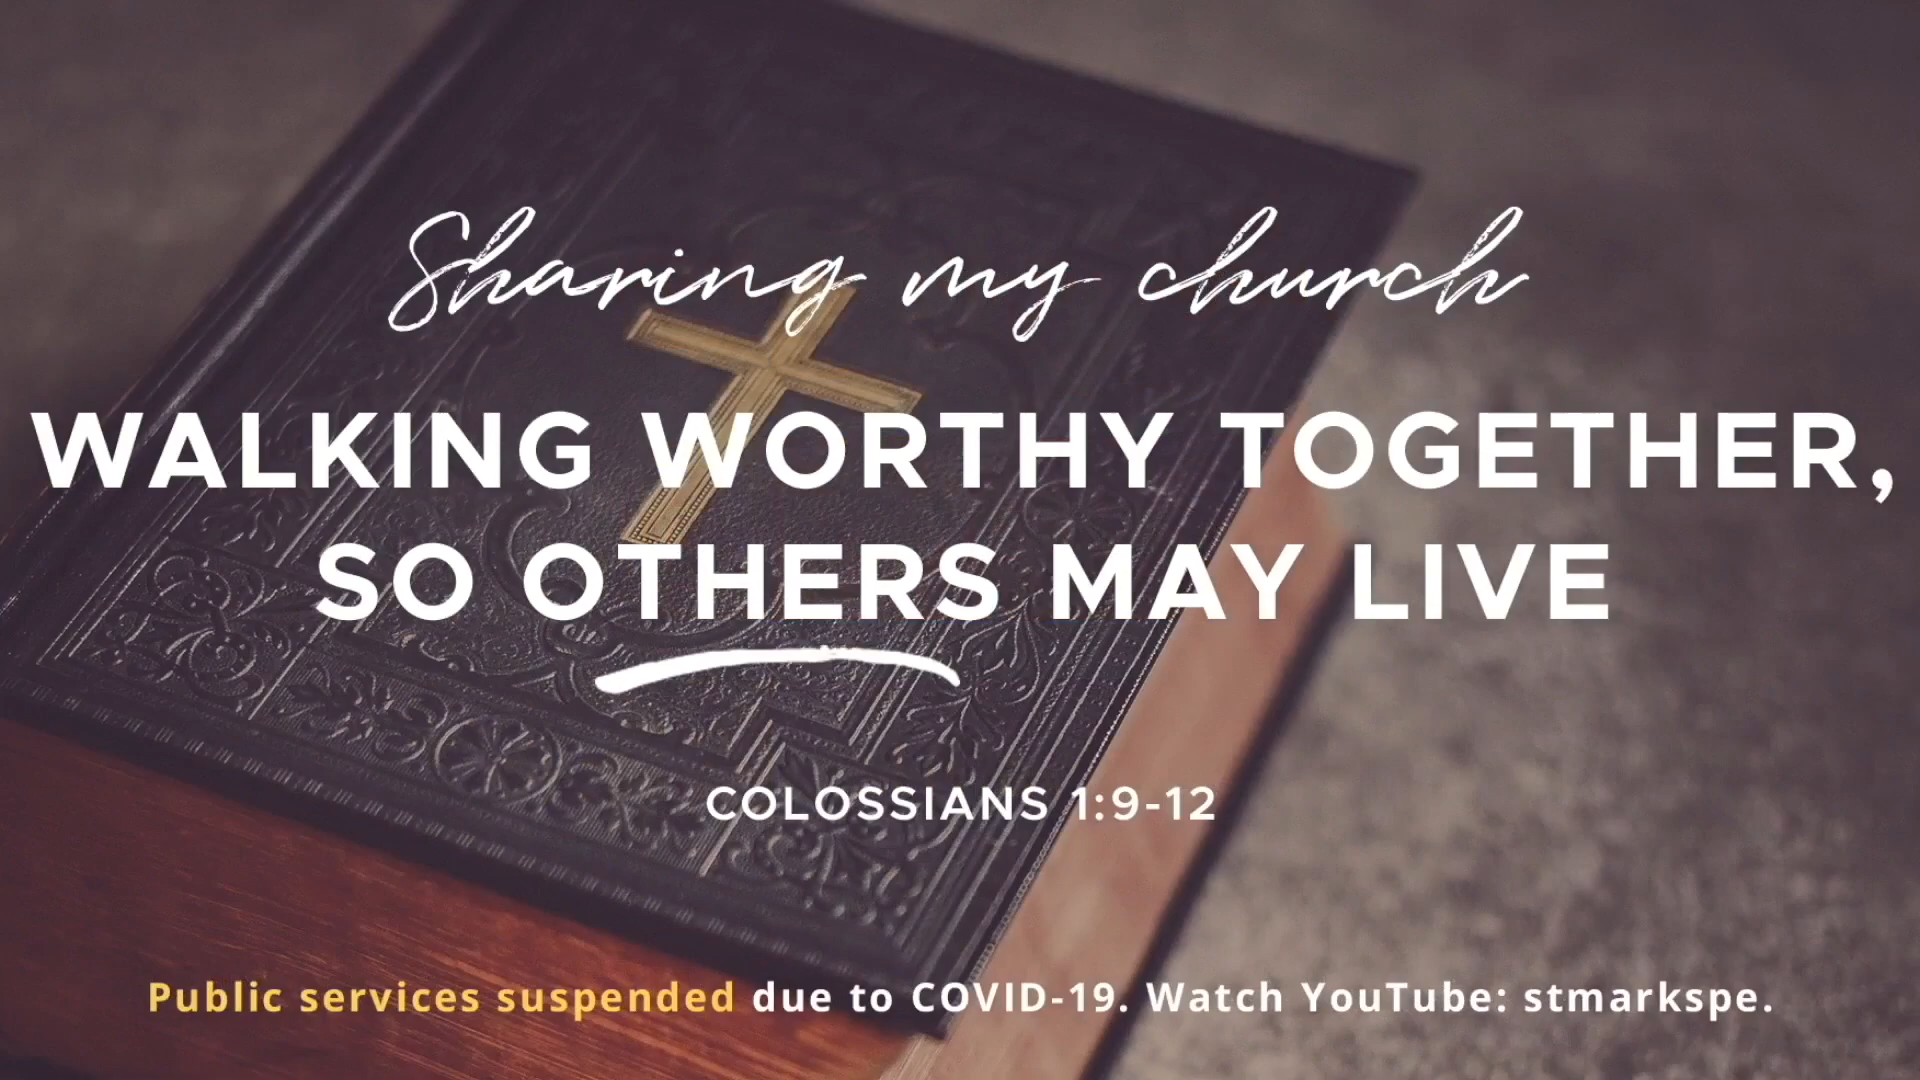 Sharing my church
WALKING WORTHY TOGETHER,
SO OTHERS MAY LIVE
COLOSSIANS 1:9-12
Public services suspended due to COVID-19. Watch YouTube: stmarkspe.